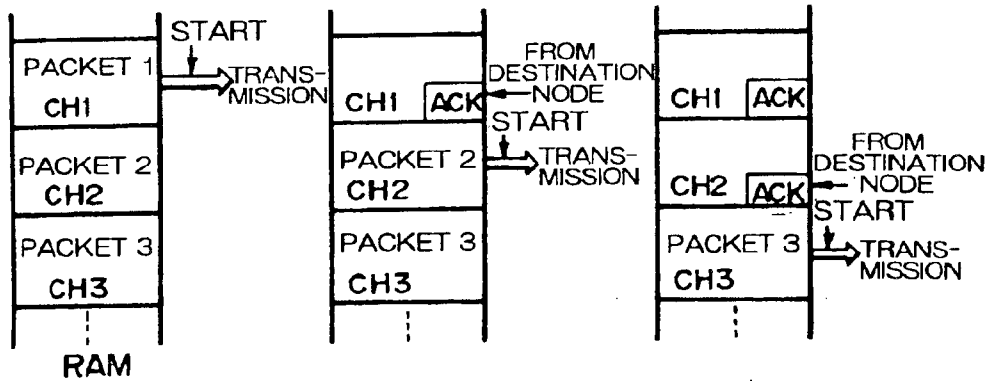 START
PACKET 1
TRANS-
MISSION
CH1
PACKET 2
CH2
PACKET 3
CH3
RAM
FROM
DESTINATION
NODE
CH1 ACK
START
PACKET 2
TRANS-
MISSION
CH2
PACKET 3
CH3
CH1 ACK
FROM
DESTINATION
NODE
CH2 ACK
START
PACKET 3
TRANS-
MISSION
CH3